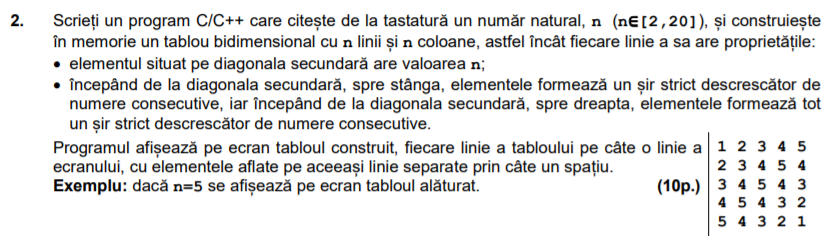 2. Scrieți un program C/C++ care citește de la tastatură un număr natural, n (n∈[2,20]), și construiește
în memorie un tablou bidimensional cu n linii și n coloane, astfel încât fiecare linie a sa are proprietățile:
• elementul situat pe diagonala secundară are valoarea n;
• începând de la diagonala secundară, spre stânga, elementele formează un șir strict descrescător de
numere consecutive, iar începând de la diagonala secundară, spre dreapta, elementele formează tot
un șir strict descrescător de numere consecutive.
Programul afișează pe ecran tabloul construit, fiecare linie a tabloului pe câte o linie a
ecranului, cu elementele aflate pe aceeași linie separate prin câte un spațiu.
Exemplu: dacă n=5 se afișează pe ecran tabloul alăturat. (10p.)
1 2 3 4 5
2 3 4 5 4
3 4 5 4 3
4 5 4 3 2
5 4 3 2 1